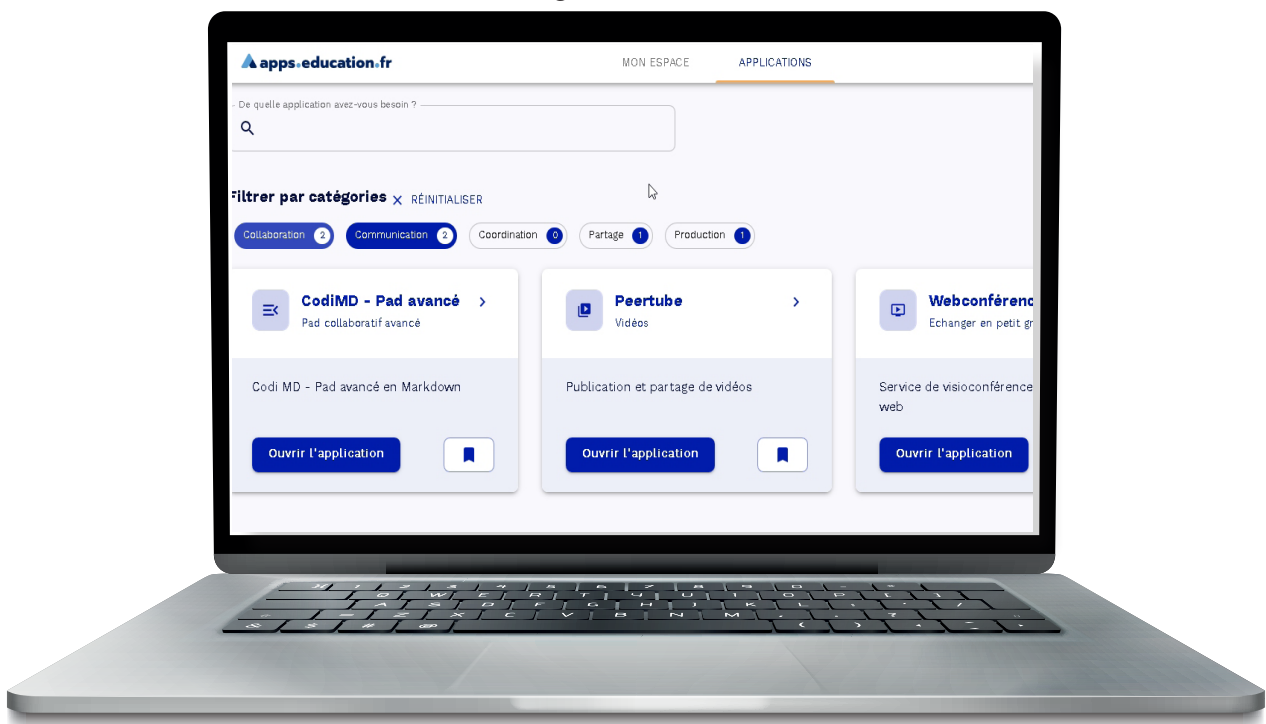 apps.education.fr
MON ESPACE
APPLICATIONS
De quelle application avez-vous besoin ?
Filtrer par catégories
RÉINITIALISER
Collaboration 2
Communication 2
Coordination 0
Partage 1
Production 1
CodiMD - Pad avancé
Pad collaboratif avancé
Codi MD - Pad avancé en Markdown
Ouvrir l'application
Peertube
Vidéos
Publication et partage de vidéos
Ouvrir l'application
Webconférenc
Echanger en petit gr
Service de visioconférence
web
Ouvrir l'application